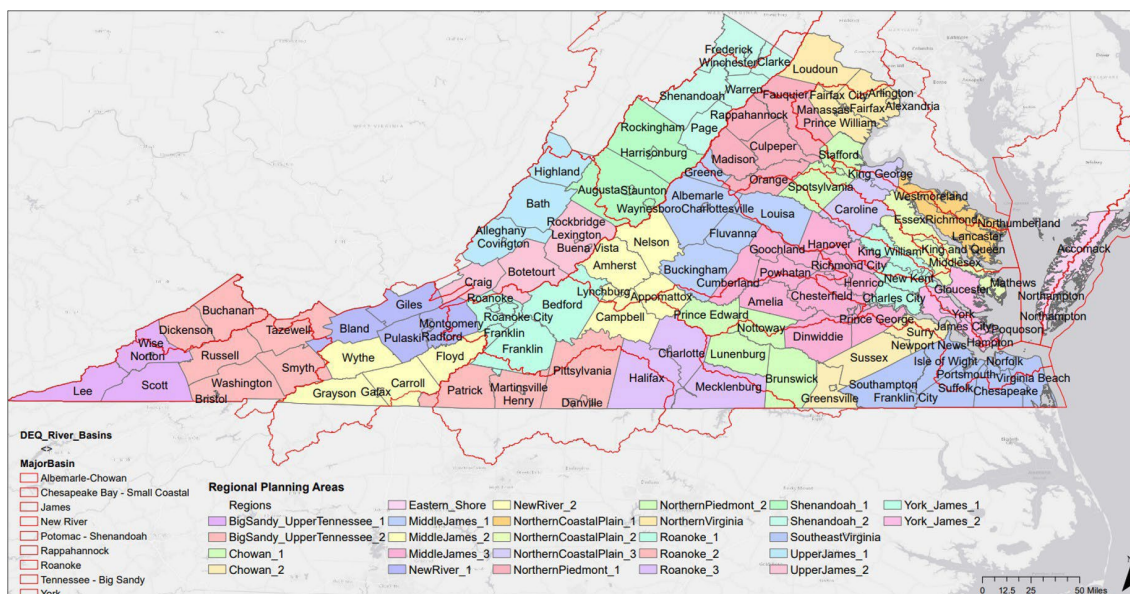 Frederick
Winchester Clarke
Loudoun
Warren
Shenandoah
Fauquier
Fairfax City Arlington
Manassas Fairfax Alexandria
Prince William
Rappahannock
Page
Rockingham
Harrisonburg
Culpeper
Madison
Stafford
Greene
Orange
King George
Highland
Augusta Staunton
Spotsylvania
Westmoreland
Albemarle
Waynesboro Charlottesville
Louisa
Caroline
Essex Richmond
Northumberland
Bath
Rockbridge
Lexington
Nelson
Fluvanna
Lancaster
Accomack
Alleghany
Covington
Buena Vista
Goochland
Hanover
King William
King and Queen
Middlesex
Amherst
Buckingham
Powhatan
Richmond City
New Kent
Mathews
Botetourt
Craig
Cumberland
Henrico
Gloucester
Northampton
Roanoke
Bedford
Lynchburg
Appomattox
Amelia
Chesterfield
Charles City
York
Northampton
Buchanan
Giles
Roanoke City
Campbell
Prince Edward
Prince George
James City
Poquoson
Dickenson
Tazewell
Bland
Montgomery
Franklin
Nottoway
Dinwiddie
Surry
Hampton
Wise
Norton
Pulaski
Radford
Newport News
Russell
Wythe
Floyd
Franklin
Charlotte
Lunenburg
Sussex
Isle of Wight
Norfolk
Smyth
Pittsylvania
Portsmouth
Lee
Scott
Washington
Carroll
Patrick
Martinsville
Halifax
Mecklenburg
Brunswick
Southampton
Suffolk
Virginia Beach
Bristol
Grayson
Galax
Henry
Danville
Greensville
Franklin City
Chesapeake
DEQ_River_Basins
<>
MajorBasin
Albemarle-Chowan
Chesapeake Bay - Small Coastal
James
New River
Potomac - Shenandoah
Rappahannock
Roanoke
Tennessee - Big Sandy
York
Regional Planning Areas
Regions
BigSandy_UpperTennessee_1
BigSandy_UpperTennessee_2
Chowan_1
Chowan_2
Eastern_Shore
MiddleJames_1
MiddleJames_2
MiddleJames_3
NewRiver_1
NewRiver_2
NorthernCoastalPlain_1
NorthernCoastalPlain_2
NorthernCoastalPlain_3
NorthernPiedmont_1
NorthernPiedmont_2
NorthernVirginia
Roanoke_1
Roanoke_2
Roanoke_3
Shenandoah_1
Shenandoah_2
SoutheastVirginia
UpperJames_1
UpperJames_2
York_James_1
York_James_2
0 12.5 25 50 Miles